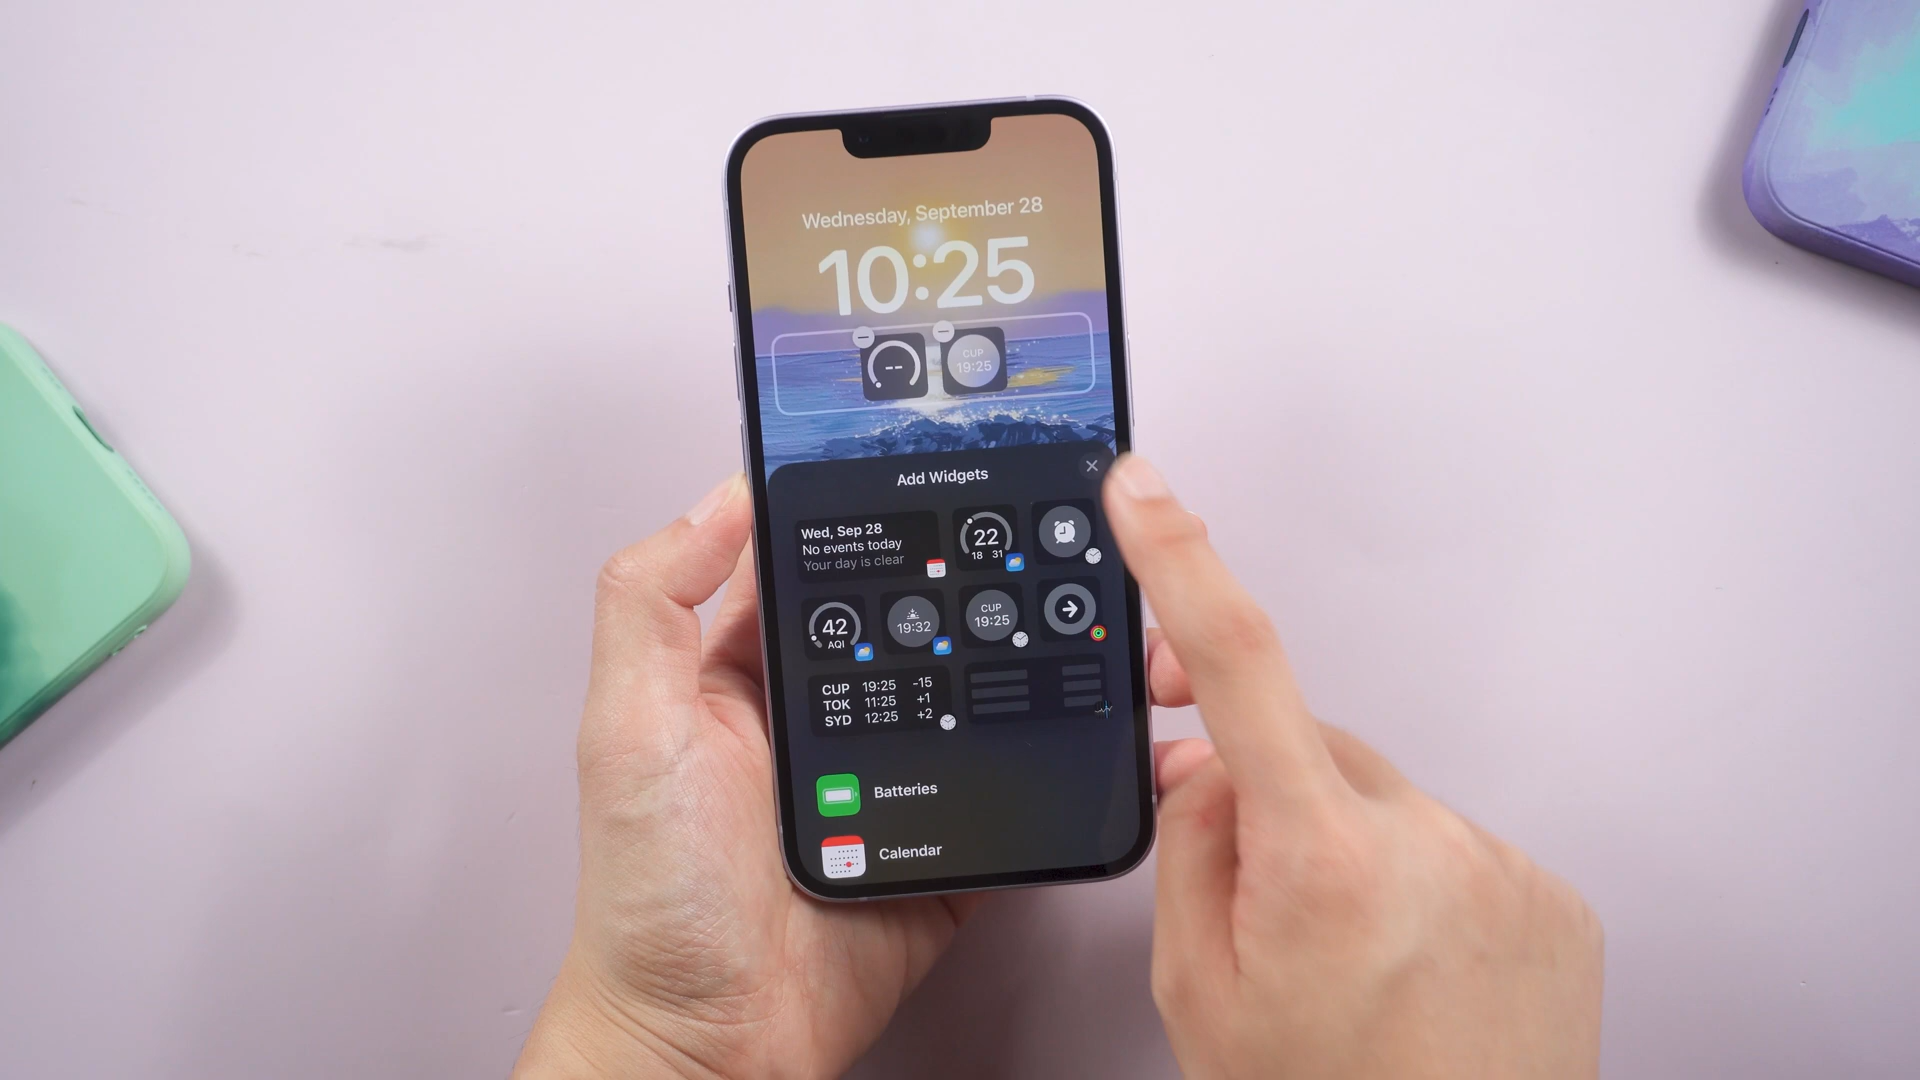 Wednesday, September 28
10:25
--
CUP
19:25
Add Widgets
Wed, Sep 28
No events today
Your day is clear
22
18 31
42
AQI
19:32
CUP
19:25
CUP 19:25 -15
TOK 11:25 +1
SYD 12:25 +2
Batteries
Calendar